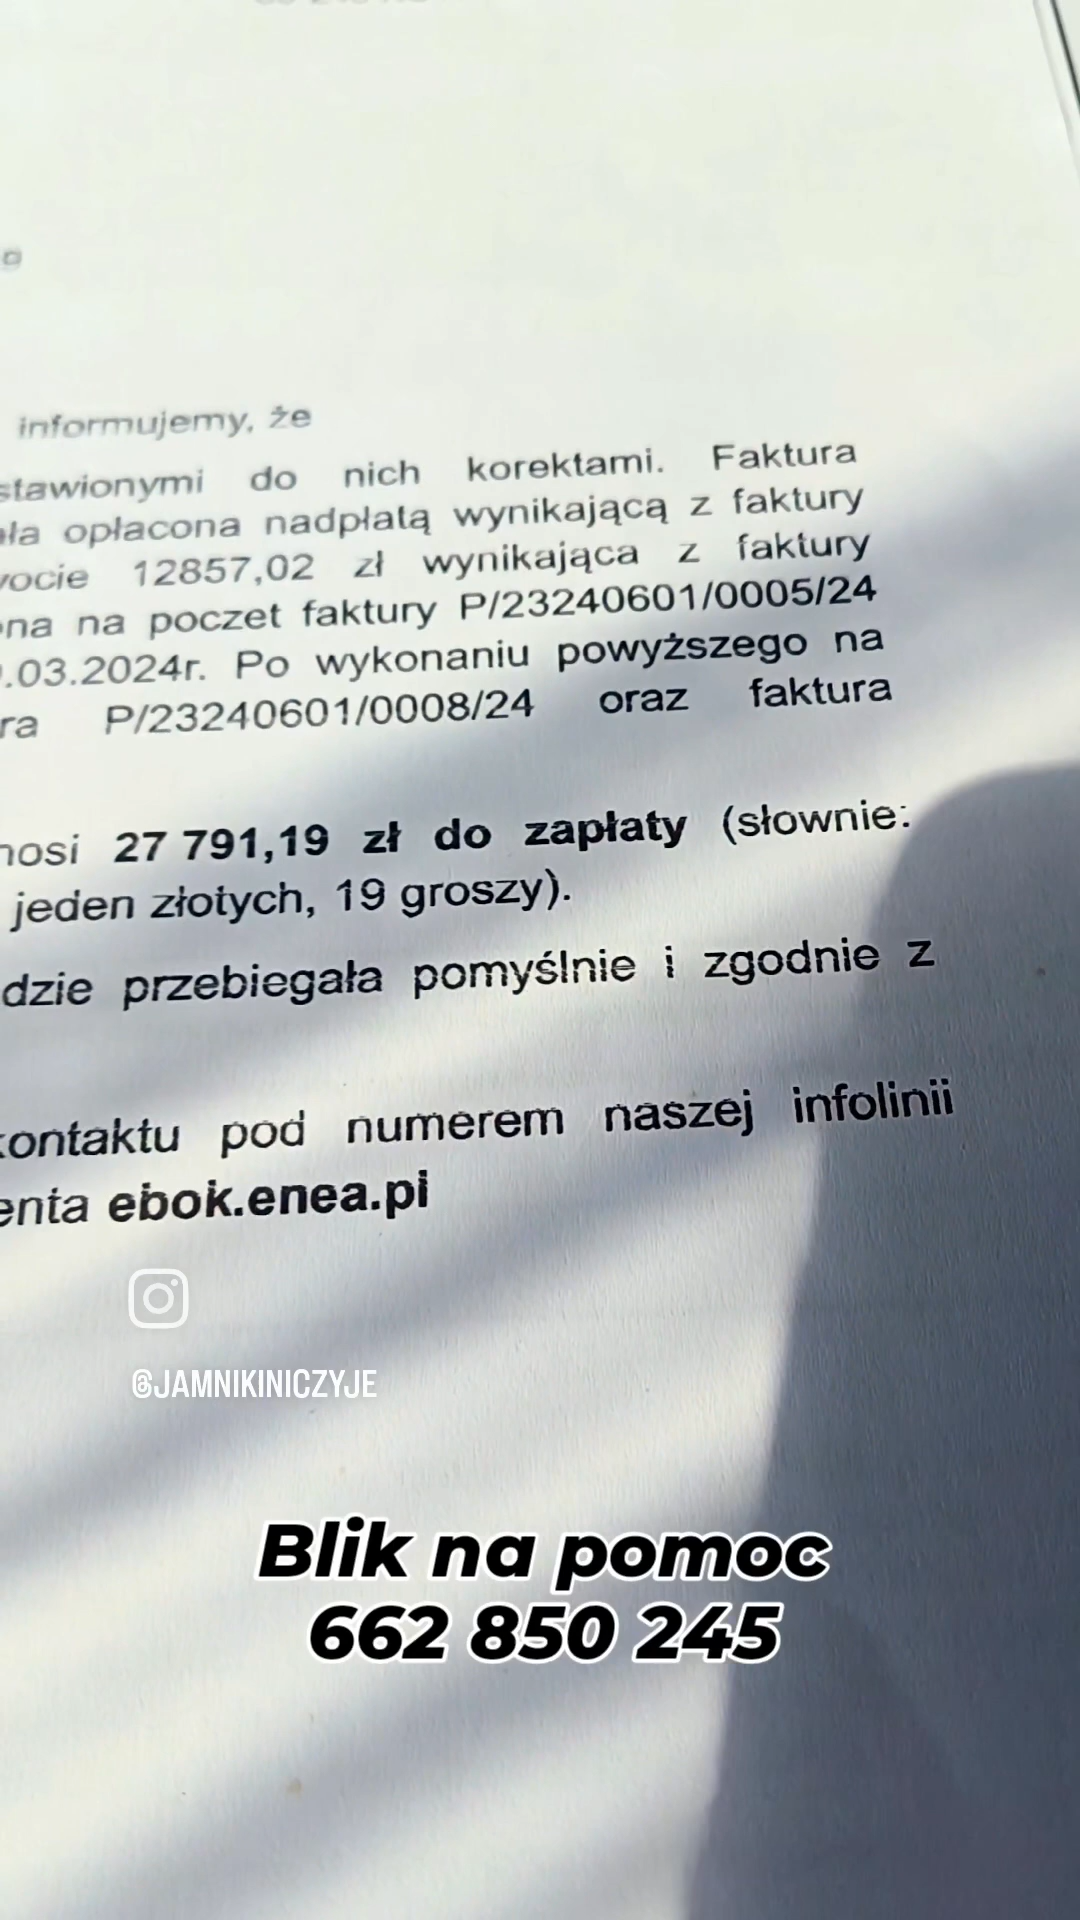 informujemy, że
stawionymi do nich korektami. Faktura
ała opłacona nadpłatą wynikającą z faktury
wocie 12857,02 zł wynikająca z faktury
ona na poczet faktury P/23240601/0005/24
.03.2024r. Po wykonaniu powyższego na
ra P/23240601/0008/24 oraz faktura
nosi 27 791,19 zł do zapłaty (słownie:
jeden złotych, 19 groszy).
dzie przebiegała pomyślnie i zgodnie z
kontaktu pod numerem naszej infolinii
enta ebok.enea.pl
@JAMNIKINICZYJE
Blik na pomoc
662 850 245